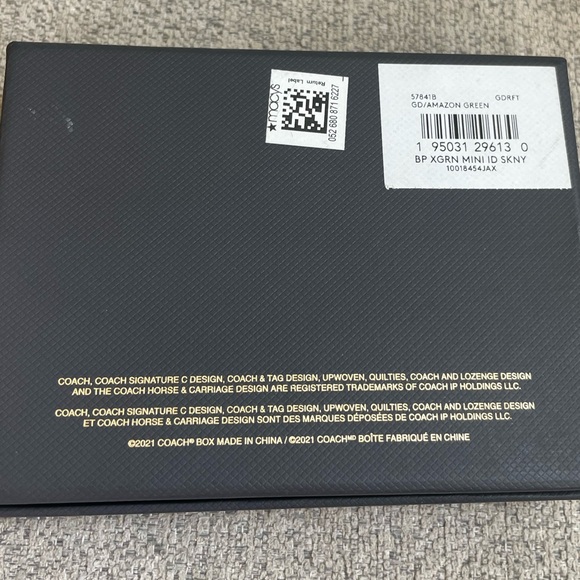 ★macys
Return Label
052 680 871 6227
57841B GDRFT
GD/AMAZON GREEN
1 95031 29613 0
BP XGRN MINI ID SKNY
10018454JAX
COACH, COACH SIGNATURE C DESIGN, COACH & TAG DESIGN, UPWOVEN, QUILTIES, COACH AND LOZENGE DESIGN
AND THE COACH HORSE & CARRIAGE DESIGN ARE REGISTERED TRADEMARKS OF COACH IP HOLDINGS LLC.
COACH, COACH SIGNATURE C DESIGN, COACH & TAG DESIGN, UPWOVEN, QUILTIES, COACH AND LOZENGE DESIGN
ET COACH HORSE & CARRIAGE DESIGN SONT DES MARQUES DÉPOSÉES DE COACH IP HOLDINGS LLC.
©2021 COACH® BOX MADE IN CHINA / ©2021 COACHMD BOÎTE FABRIQUÉ EN CHINE